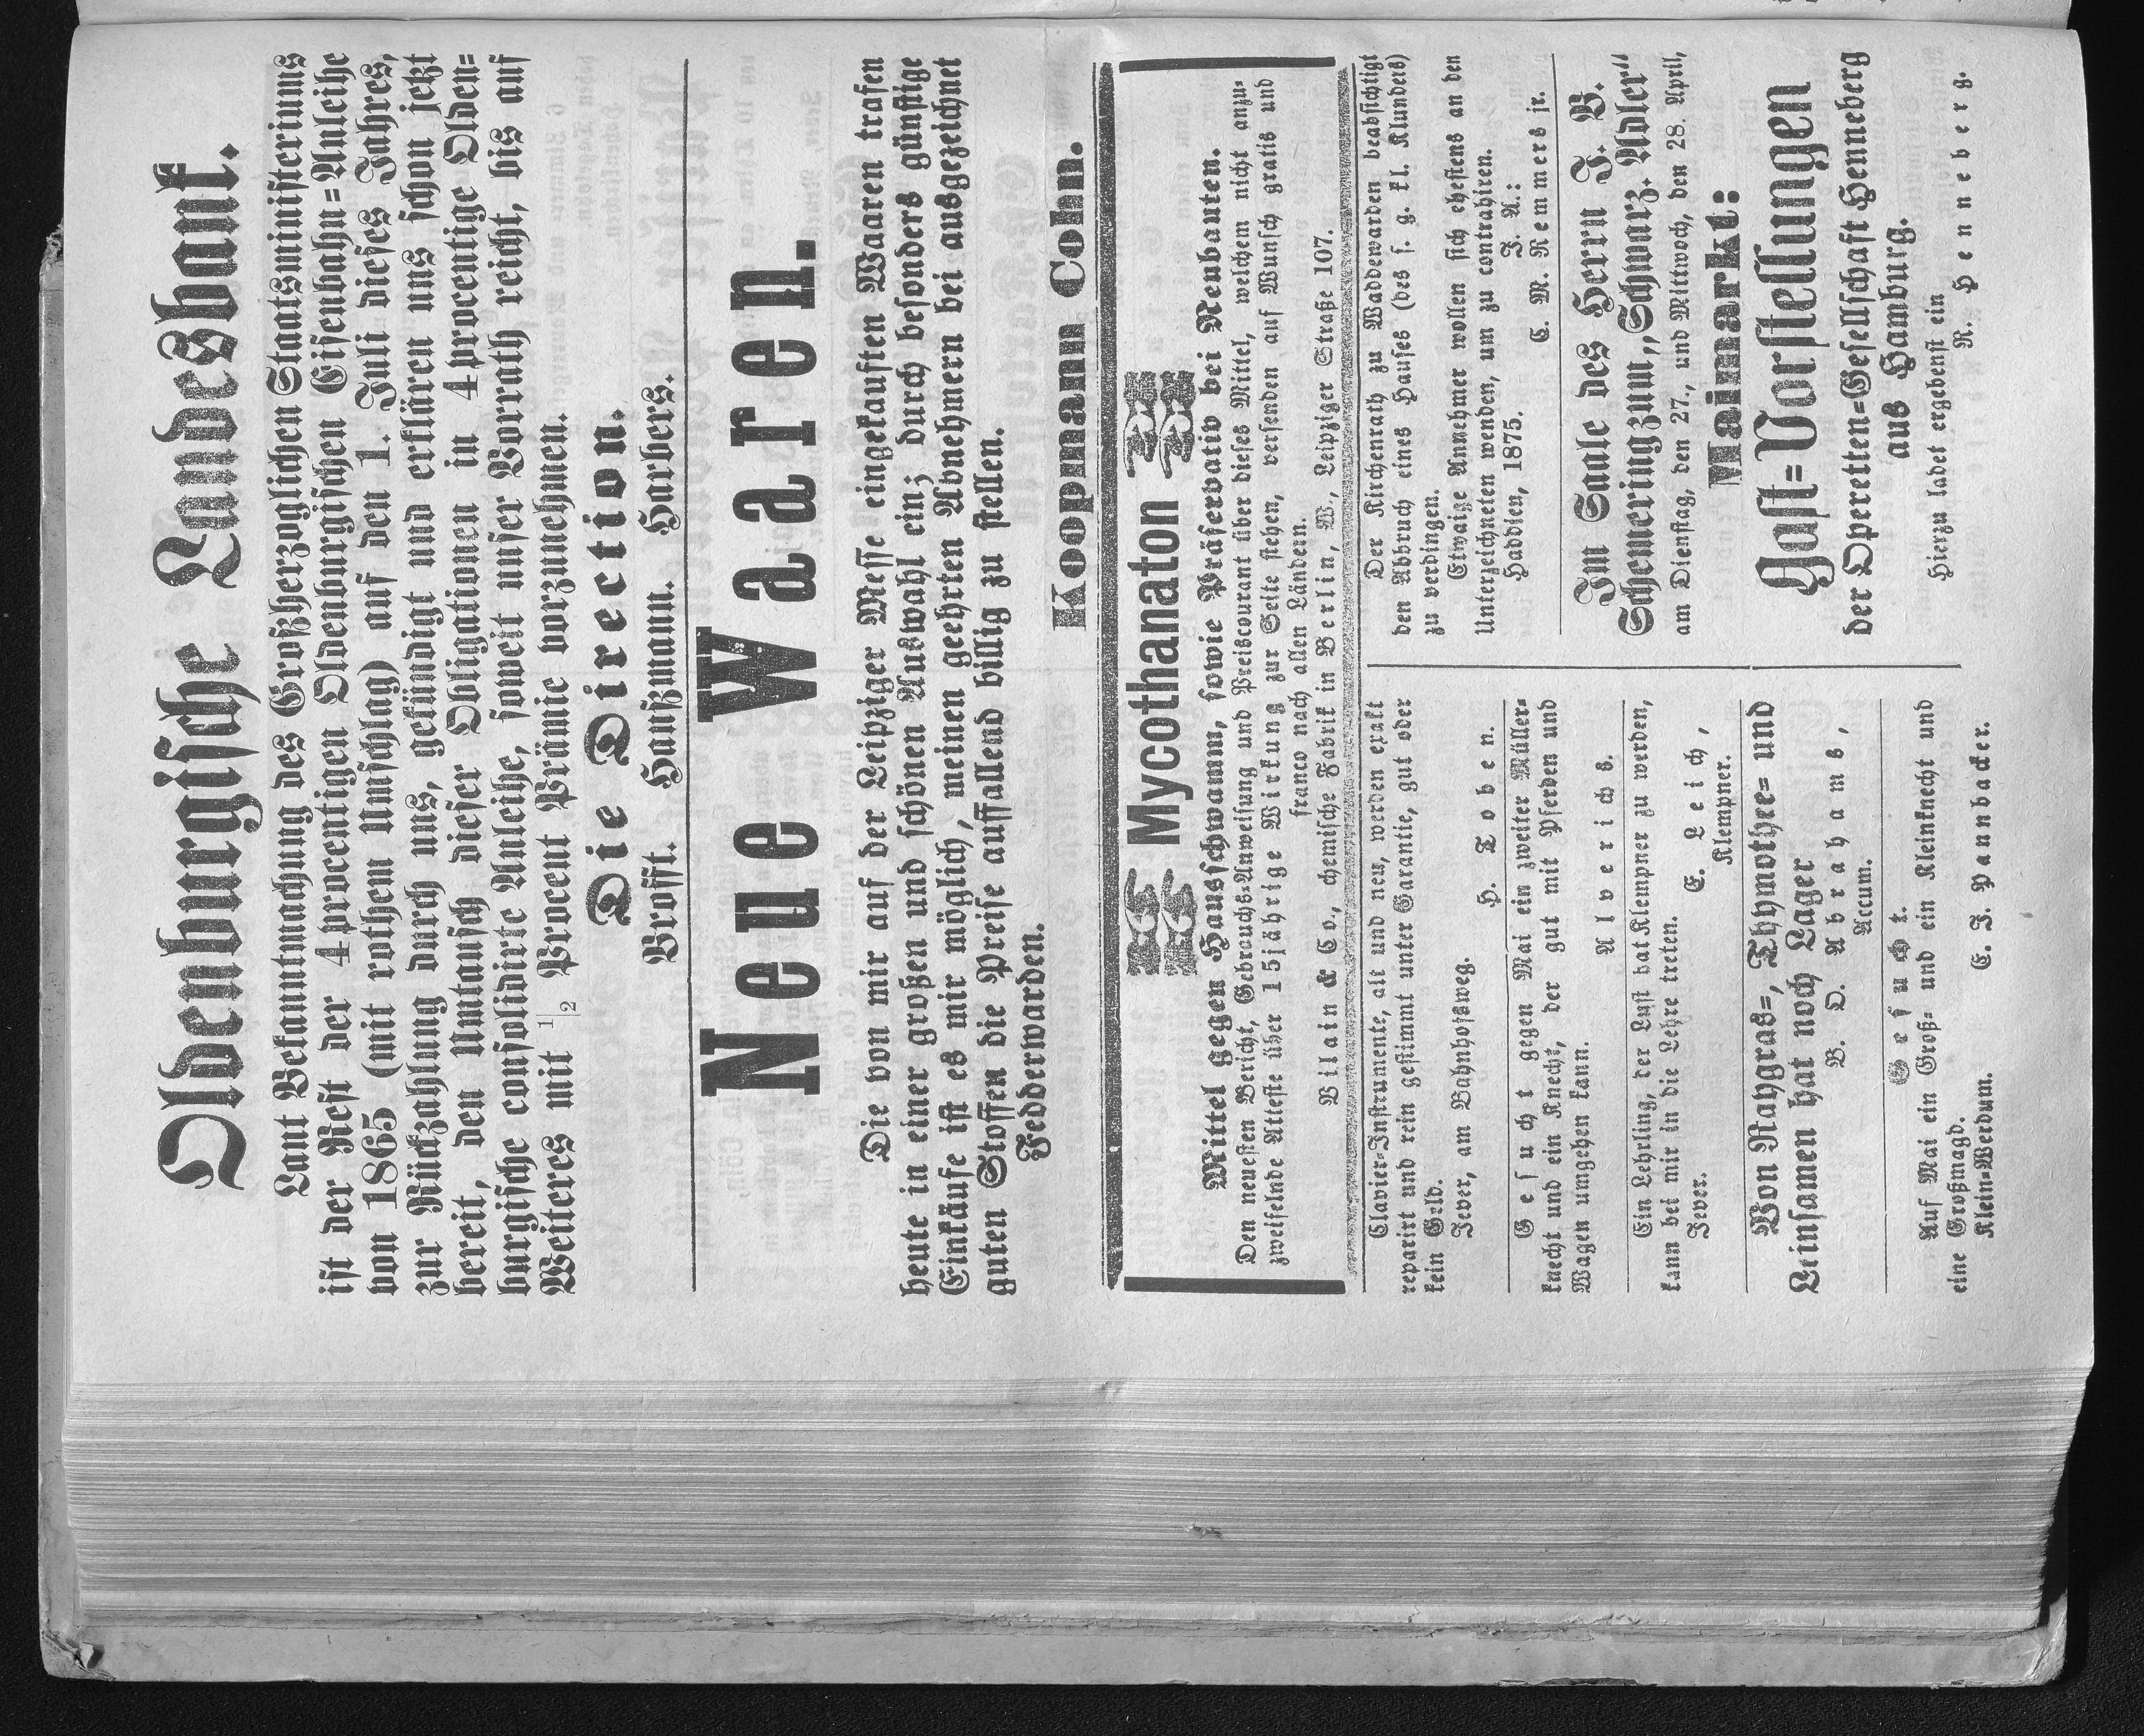 Oldenburgische Landesbank.
Laut Bekanntmachung des Großherzoglichen Staatsministeriums
ist der Rest der 4procentigen Oldenburgischen Eisenbahn=Anleihe
von 1865 (mit rothem Umschlag) auf den 1. Juli dieses Jahres,
zur Rückzahlung durch uns, gekündigt und erklären uns schon jetzt
bereit, den Umtausch dieser Obligationen in 4procentige Olden=
burgische consolidirte Anleihe, soweit unser Vorrath reicht, bis auf
Weiteres mit 1/2 Procent Prämie vorzunehmen.
Die Direction.
Brofft. Hanßmann. Harbers.
Neue Waaren.
Die von mir auf der Leipziger Messe eingekauften Waaren trafen
heute in einer großen und schönen Auswahl ein; durch besonders günstige
Einkäufe ist es mir möglich, meinen geehrten Abnehmern bei ausgezeichnet
guten Stoffen die Preise auffallend billig zu stellen.
Fedderwarden.
Koopmann Cohn.
Mycothanaton
Mittel gegen Hausschwamm, sowie Präservativ bei Neubauten.
Den neuesten Bericht, Gebrauchs=Anweisung und Preiscourant über dieses Mittel, welchem nicht anzu=
zweifelnde Atteste über 15jährige Wirkung zur Seite stehen, versenden auf Wunsch gratis und
franco nach allen Ländern.
Vilain & Co., chemische Fabrik in Berlin, W., Leipziger Straße 107.
Clavier=Instrumente, alt und neu, werden exakt
reparirt und rein gestimmt unter Garantie, gut oder
kein Geld.
Jever, am Bahnhofsweg.
H. Toben.
Gesucht gegen Mai ein zweiter Müller=
knecht und ein Knecht, der gut mit Pferden und
Wagen umgehen kann.
Alverichs.
Ein Lehrling, der Lust hat Klempner zu werden,
kann bei mir in die Lehre treten.
Jever.
E. Leich,
Klempner.
Von Raygras=, Thymothee= und
Leinsamen hat noch Lager
B. D. Abrahams,
Accum.
Gesucht.
Auf Mai ein Groß= und ein Kleinknecht und
eine Großmagd.
Klein=Werdum.
E. J. Pannbacker.
Der Kirchenrath zu Waddewarden beabsichtigt
den Abbruch eines Hauses (des s. g. kl. Klunders)
zu verdingen.
Etwaige Annehmer wollen sich ehestens an den
Unterzeichneten wenden, um zu contrahiren.
Haddien, 1875.
J. A.:
C. M. Remmers jr.
Im Saale des Herrn J. B.
Schemering zum „Schwarz. Adler"
am Dienstag, den 27., und Mittwoch, den 28. April,
Maimarkt:
Gast=Vorstellungen
der Operetten=Gesellschaft Henneberg
aus Hamburg.
Hierzu ladet ergebenst ein
R. Henneberg.